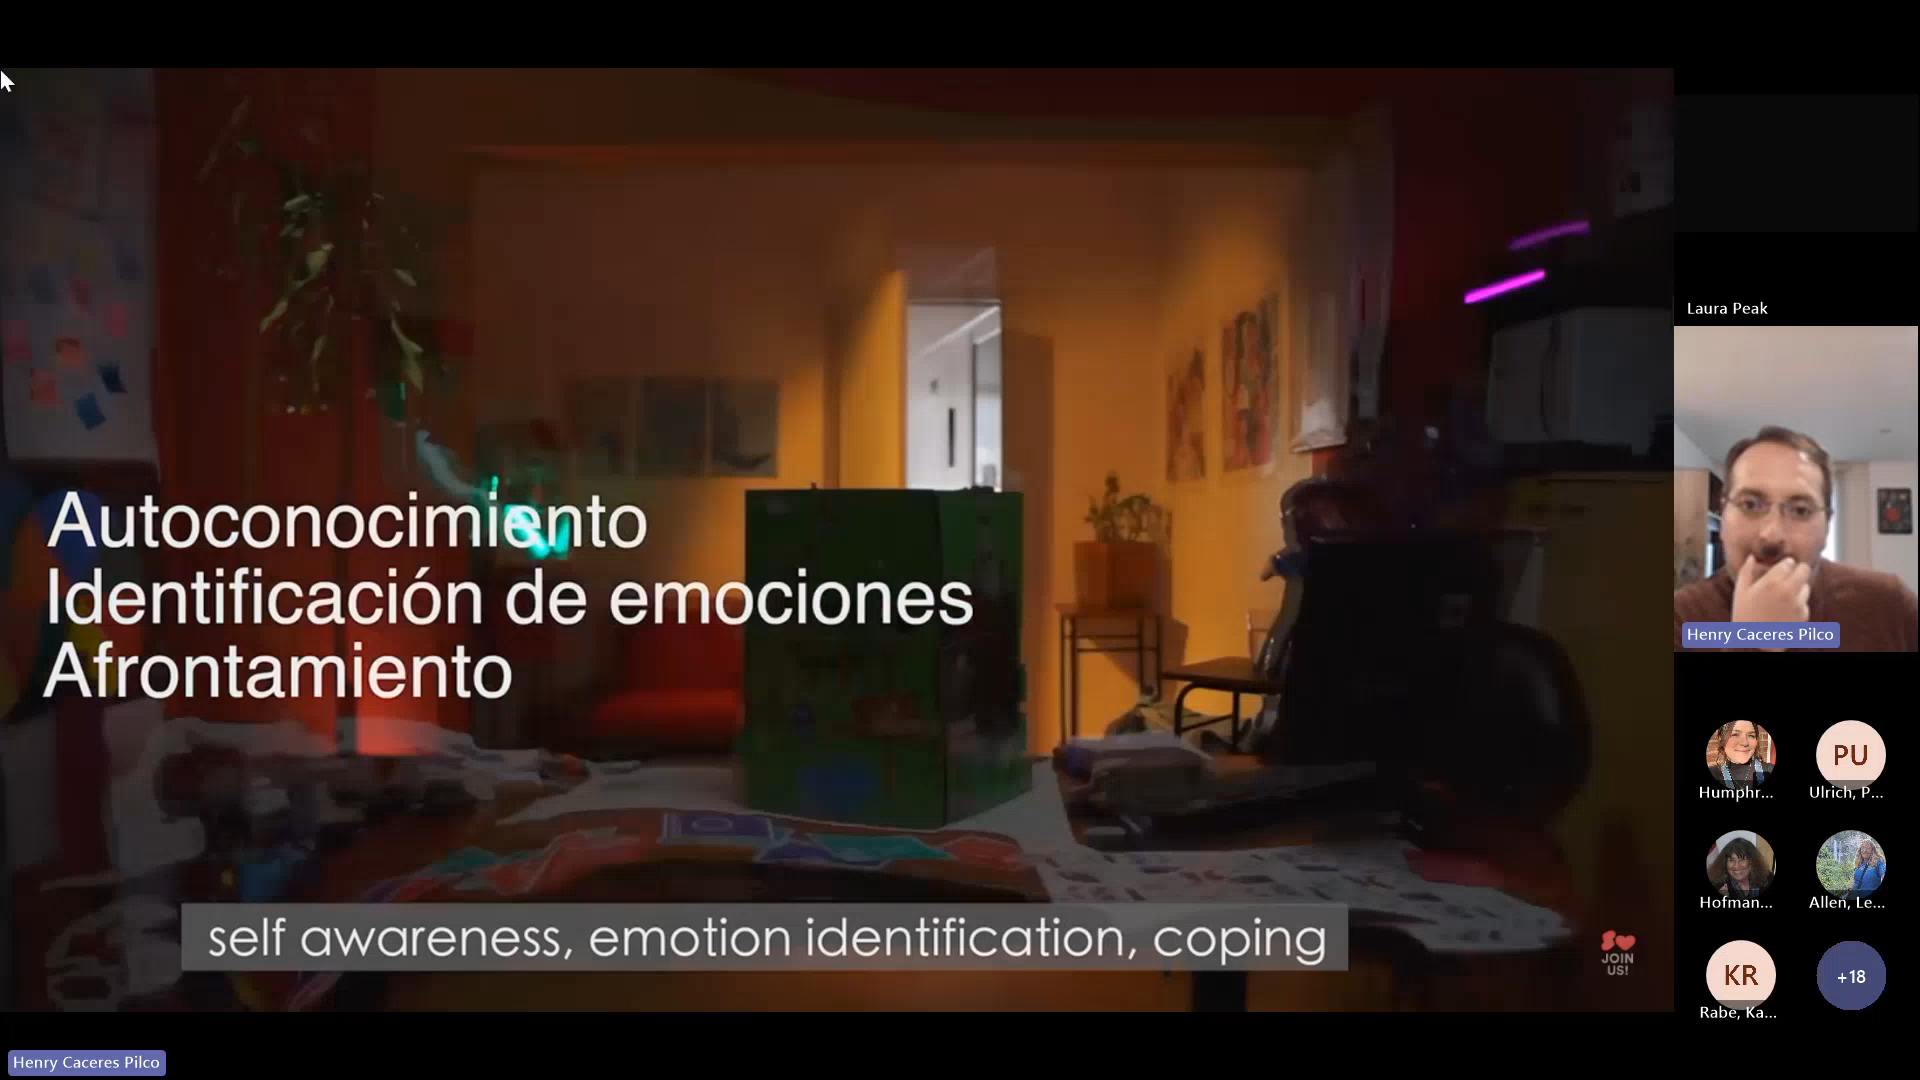 Autoconocimiento
Identificación de emociones
Afrontamiento
self awareness, emotion identification, coping
JOIN
US!
Laura Peak
Henry Caceres Pilco
Humphr...
PU
Ulrich, P...
Hofman...
Allen, Le...
KR
Rabe, Ka...
+18
Henry Caceres Pilco